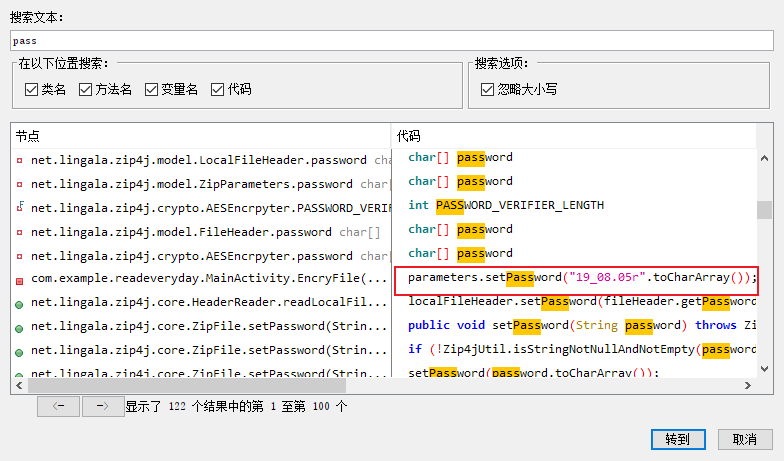 搜索文本:
pass
在以下位置搜索:
类名 方法名 变量名 代码
搜索选项:
忽略大小写
节点 代码
net.lingala.zip4j.model.LocalFileHeader.password cha char[] password
net.lingala.zip4j.model.ZipParameters.password char[ char[] password
net.lingala.zip4j.crypto.AESEncrpyter.PASSWORD_VERIF int PASSWORD_VERIFIER_LENGTH
net.lingala.zip4j.model.FileHeader.password char[] char[] password
net.lingala.zip4j.crypto.AESEncrpyter.password char[ char[] password
com.example.readeveryday.MainActivity.EncryFile(... parameters.setPassword("19_08.05r".toCharArray());
net.lingala.zip4j.core.HeaderReader.readLocalFil... localFileHeader.setPassword(fileHeader.getPassword
net.lingala.zip4j.core.ZipFile.setPassword(Strin... public void setPassword(String password) throws Zi
net.lingala.zip4j.core.ZipFile.setPassword(Strin... if (!Zip4jUtil.isStringNotNullAndNotEmpty(password
net.lingala.zip4j.core.ZipFile.setPassword(Strin... setPassword(password.toCharArray());
<- -> 显示了 122 个结果中的第 1 至第 100 个
转到 取消